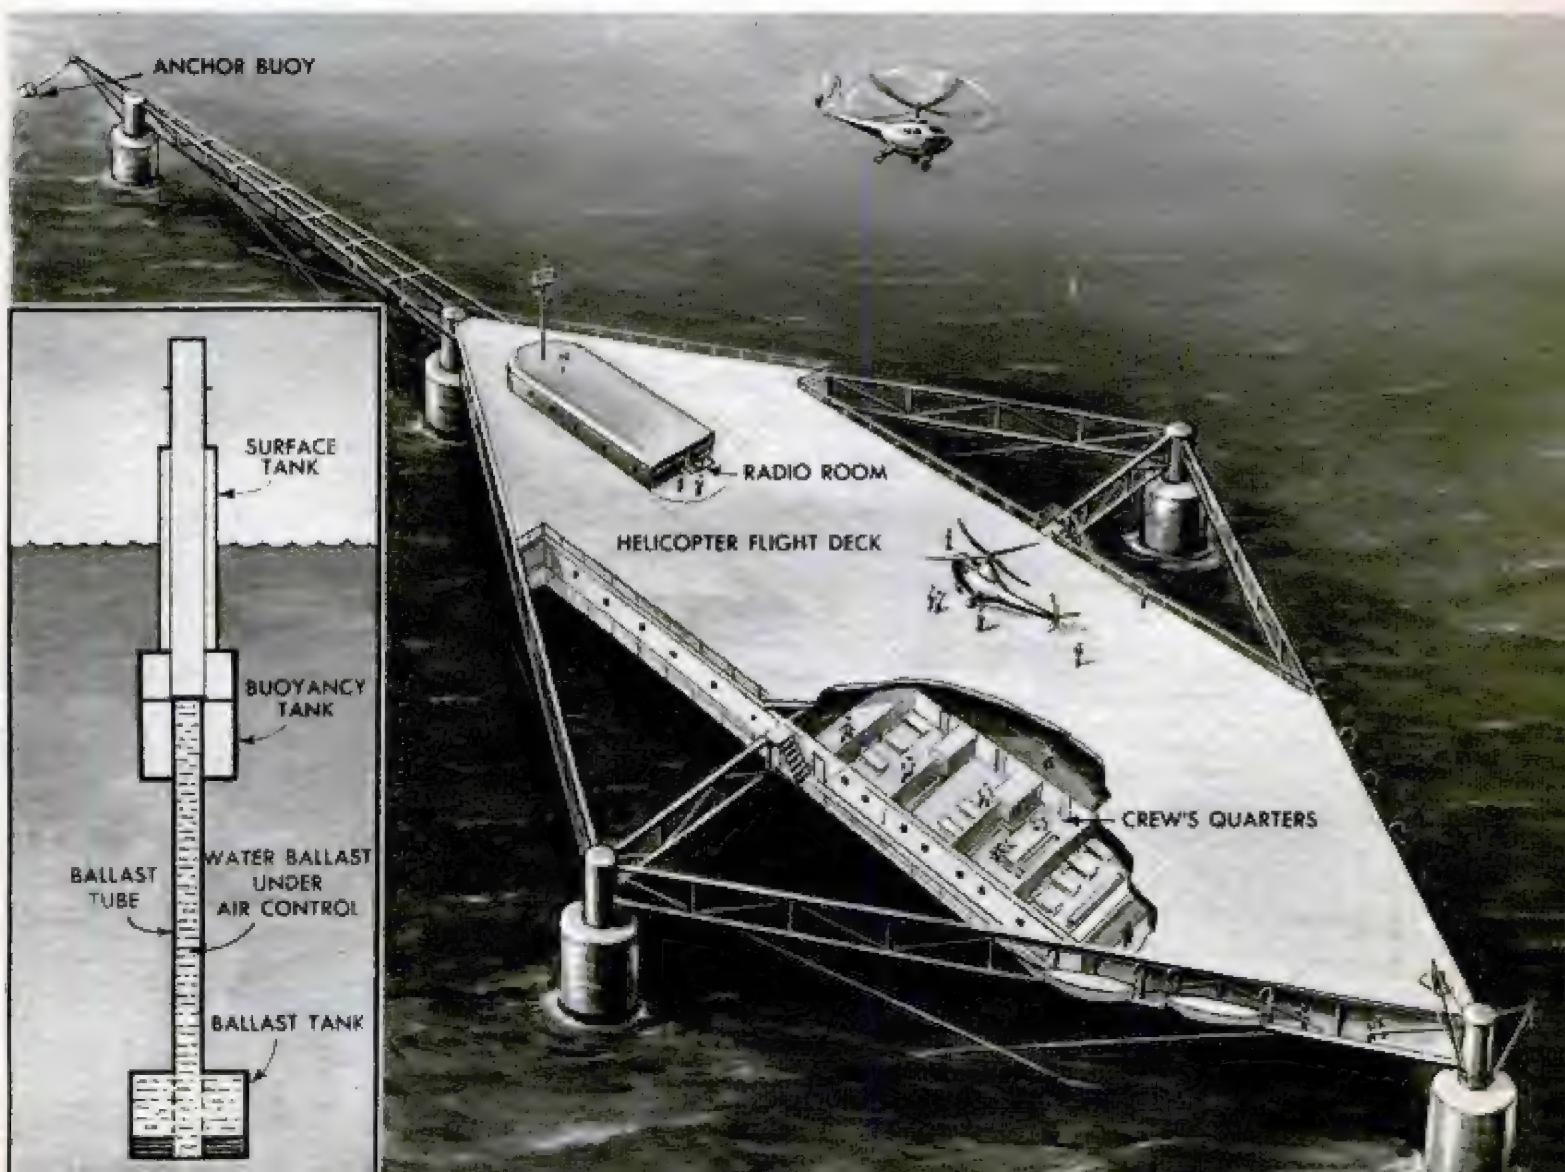 ANCHOR BUOY
RADIO ROOM
HELICOPTER FLIGHT DECK
CREW'S QUARTERS
SURFACE
TANK
BUOYANCY
TANK
BALLAST
TUBE
WATER BALLAST
UNDER
AIR CONTROL
BALLAST TANK